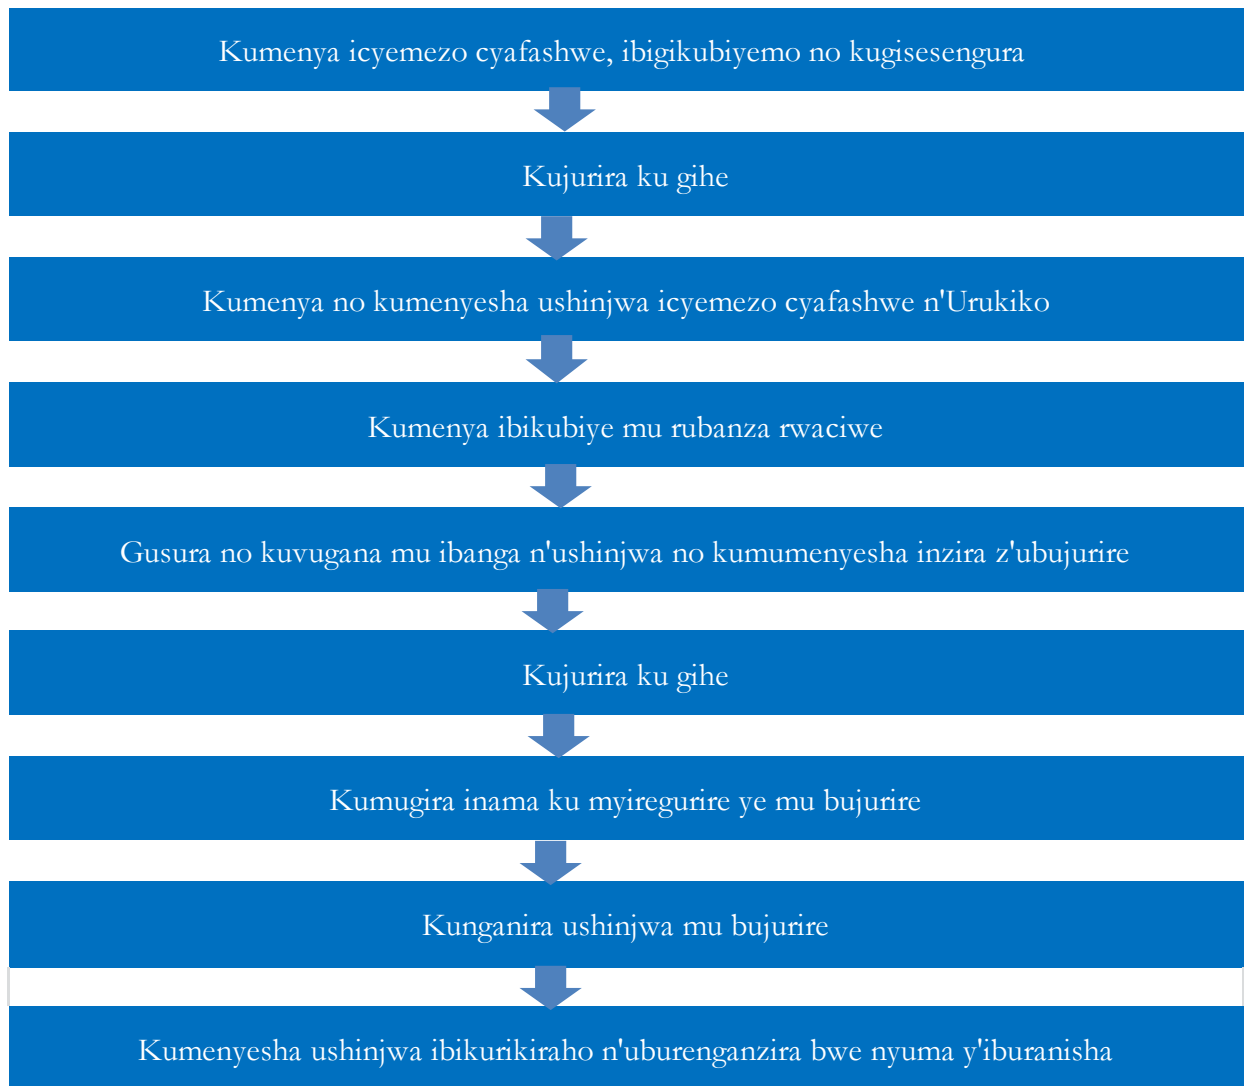 Kumenya icyemezo cyafashwe, ibigikubiyemo no kugisesengura
Kujurira ku gihe
Kumenya no kumenyesha ushinjwa icyemezo cyafashwe n'Urukiko
Kumenya ibikubiye mu rubanza rwaciwe
Gusura no kuvugana mu ibanga n'ushinjwa no kumumenyesha inzira z'ubujurire
Kujurira ku gihe
Kumugira inama ku myiregurire ye mu bujurire
Kunganira ushinjwa mu bujurire
Kumenyesha ushinjwa ibikurikiraho n'uburenganzira bwe nyuma y'iburanisha